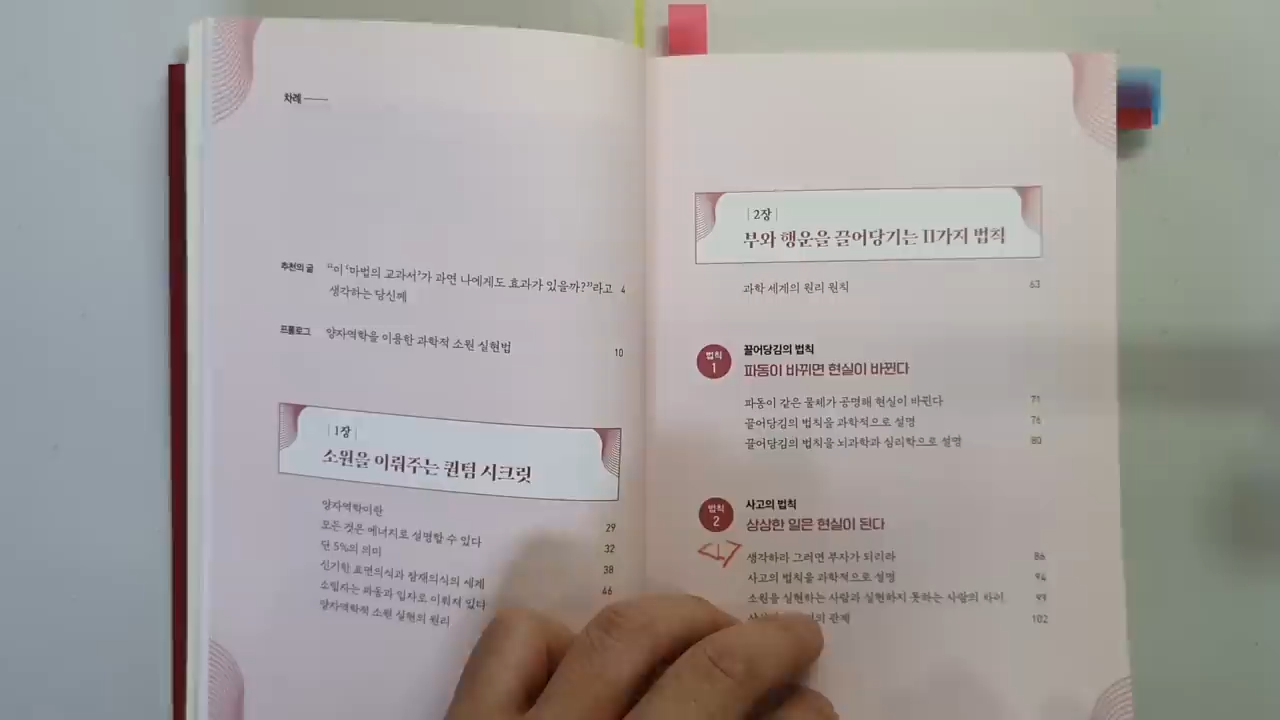 차례
추천의 글 “이 ‘마법의 교과서’가 과연 나에게도 효과가 있을까?”라고 4
생각하는 당신께
프롤로그 양자역학을 이용한 과학적 소원 실현법 10
|1장|
소원을 이뤄주는 퀀텀 시크릿
양자역학이란
모든 것은 에너지로 설명할 수 있다 29
단 5%의 의미 32
신기한 표면의식과 잠재의식의 세계 38
소립자는 파동과 입자로 이뤄져 있다 46
양자역학적 소원 실현의 원리
|2장|
부와 행운을 끌어당기는 11가지 법칙
과학 세계의 원리 원칙 63
법칙 1
끌어당김의 법칙
파동이 바뀌면 현실이 바뀐다
파동이 같은 물체가 공명해 현실이 바뀐다 71
끌어당김의 법칙을 과학적으로 설명 76
끌어당김의 법칙을 뇌과학과 심리학으로 설명 80
법칙 2
사고의 법칙
상상한 일은 현실이 된다
생각하라 그러면 부자가 되리라 86
사고의 법칙을 과학적으로 설명 94
소원을 실현하는 사람과 실현하지 못하는 사람의 차이 99
관계 102